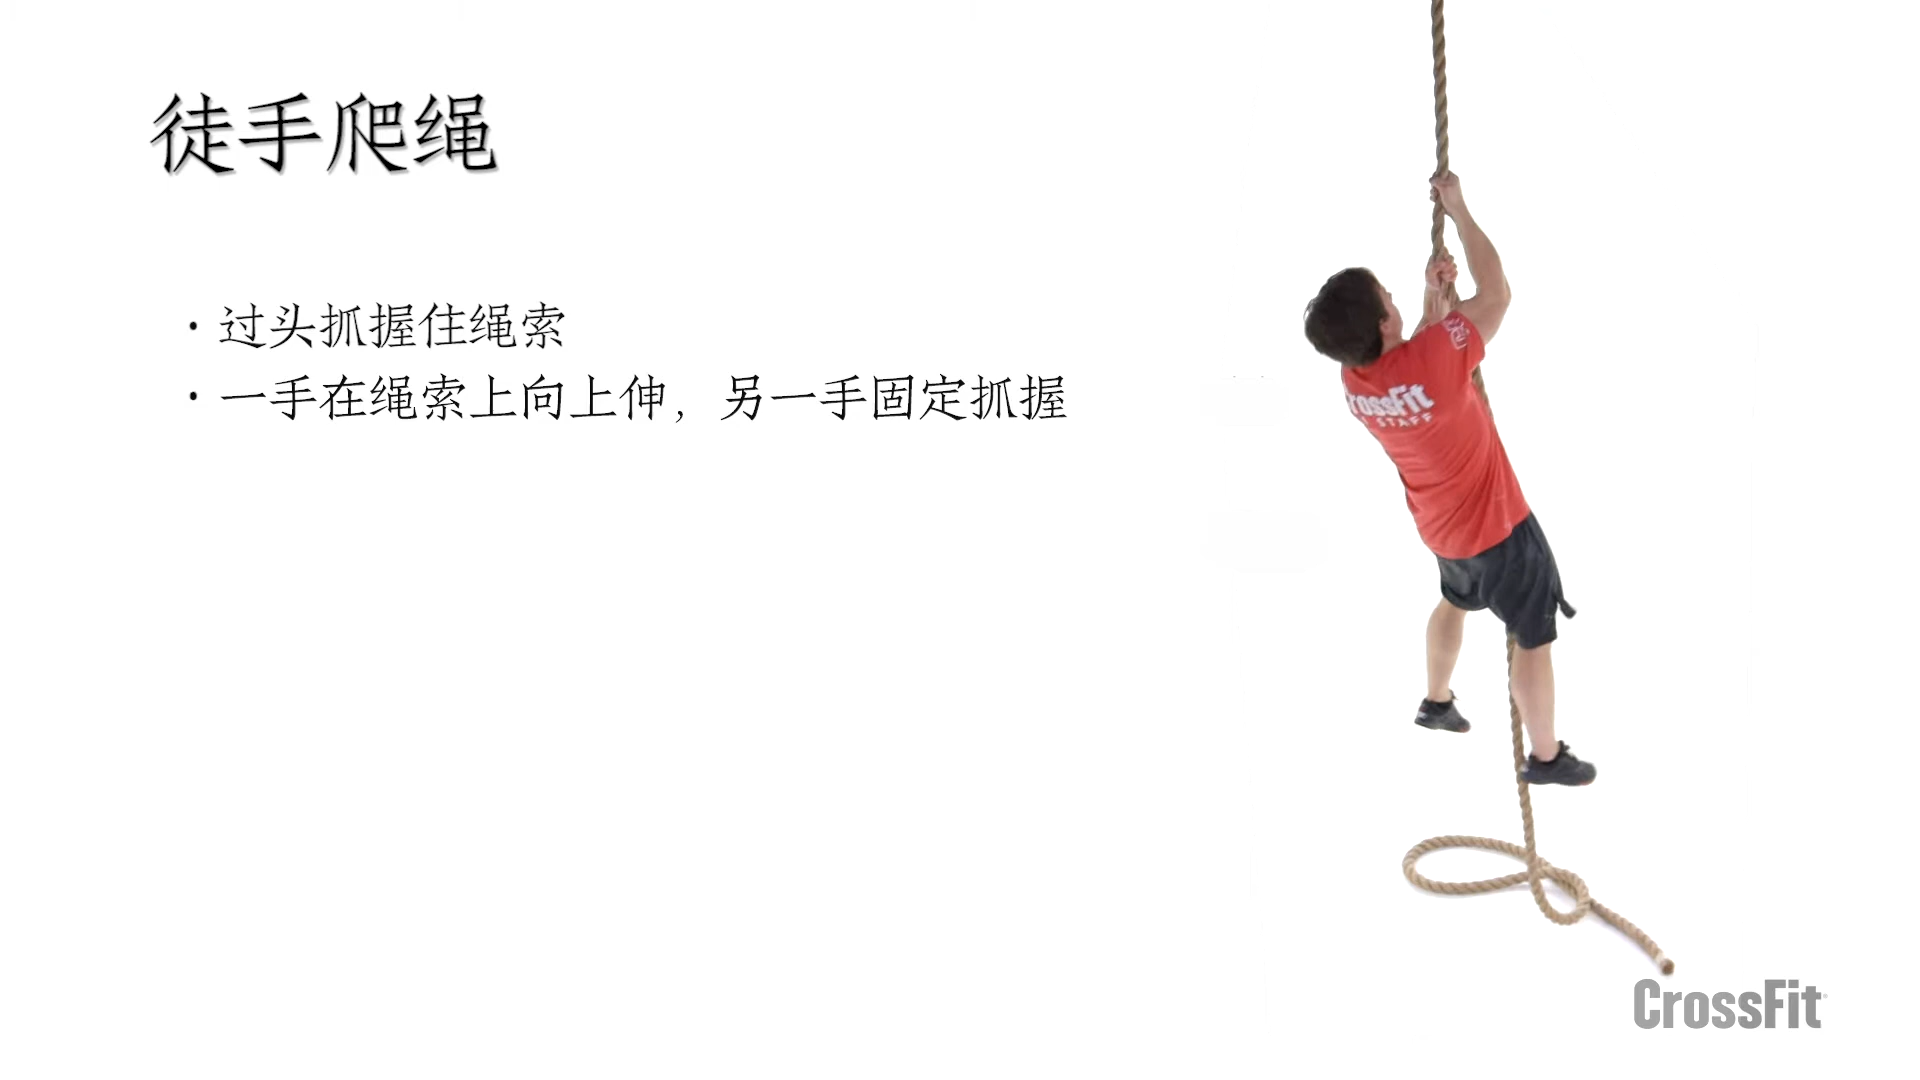 徒手爬绳
· 过头抓握住绳索
· 一手在绳索上向上伸，另一手固定抓握
CrossFit
STAFF
CrossFit